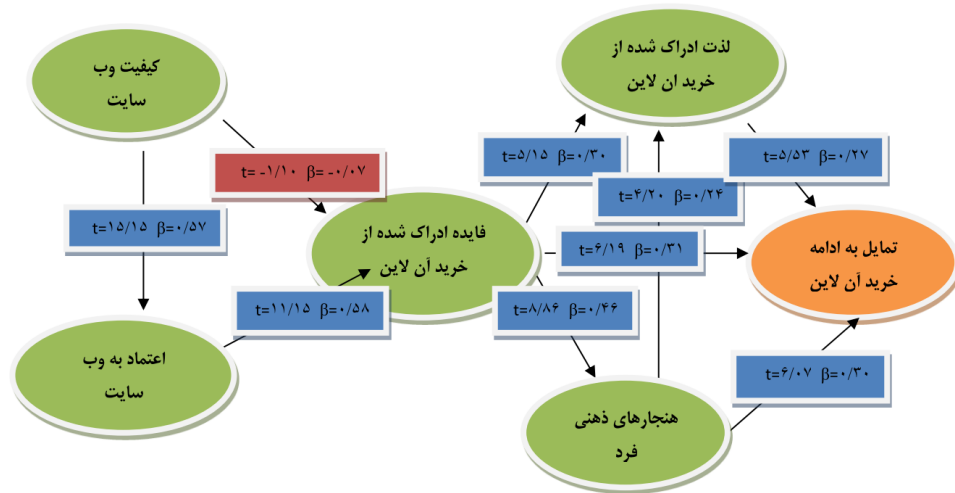 لذت ادراک شده از
خرید ان لاین
کیفیت وب
سایت
t=۵/۱۵ β=۰/۳۰
t=۵/۵۳ β=۰/۲۷
t= -۱/۱۰ β= -۰/۰۷
t=۴/۲۰ β=۰/۲۴
t=۱۵/۱۵ β=۰/۵۷
فایده ادراک شده از
خرید آن لاین
t=۶/۱۹ β=۰/۳۱
تمایل به ادامه
خرید آن لاین
t=۱۱/۱۵ β=۰/۵۸
t=۸/۸۶ β=۰/۴۶
اعتماد به وب
سایت
t=۶/۰۷ β=۰/۳۰
هنجارهای ذهنی
فرد